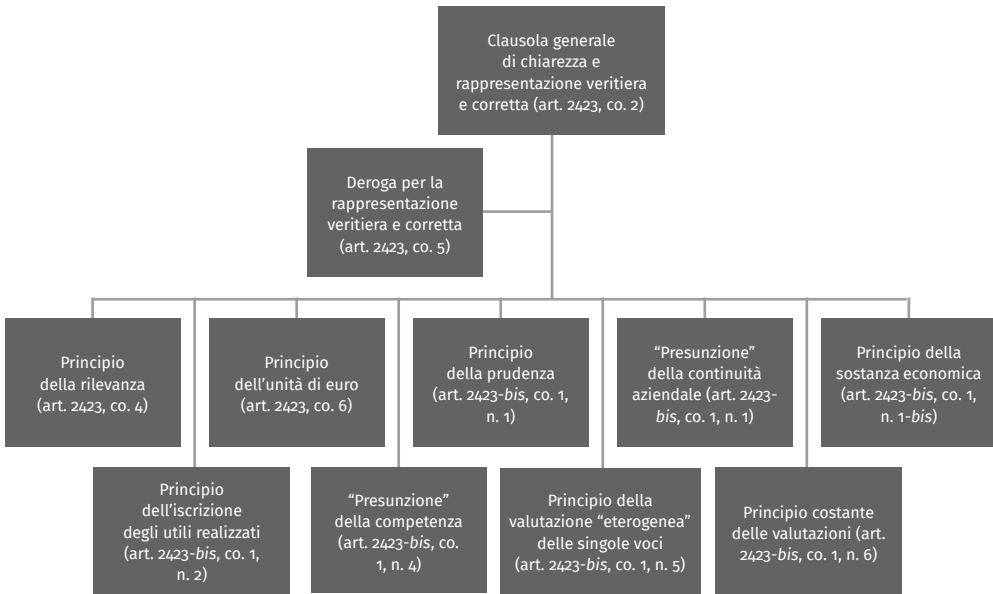 Clausola generale
di chiarezza e
rappresentazione veritiera
e corretta (art. 2423, co. 2)
Deroga per la
rappresentazione
veritiera e corretta
(art. 2423, co. 5)
Principio
della rilevanza
(art. 2423, co. 4)
Principio
dell’unità di euro
(art. 2423, co. 6)
Principio
della prudenza
(art. 2423-bis, co. 1,
n. 1)
“Presunzione”
della continuità
aziendale (art. 2423-
bis, co. 1, n. 1)
Principio della
sostanza economica
(art. 2423-bis, co. 1,
n. 1-bis)
Principio
dell’iscrizione
degli utili realizzati
(art. 2423-bis, co. 1,
n. 2)
“Presunzione”
della competenza
(art. 2423-bis, co.
1, n. 4)
Principio della
valutazione “eterogenea”
delle singole voci
(art. 2423-bis, co. 1, n. 5)
Principio costante
delle valutazioni (art.
2423-bis, co. 1, n. 6)